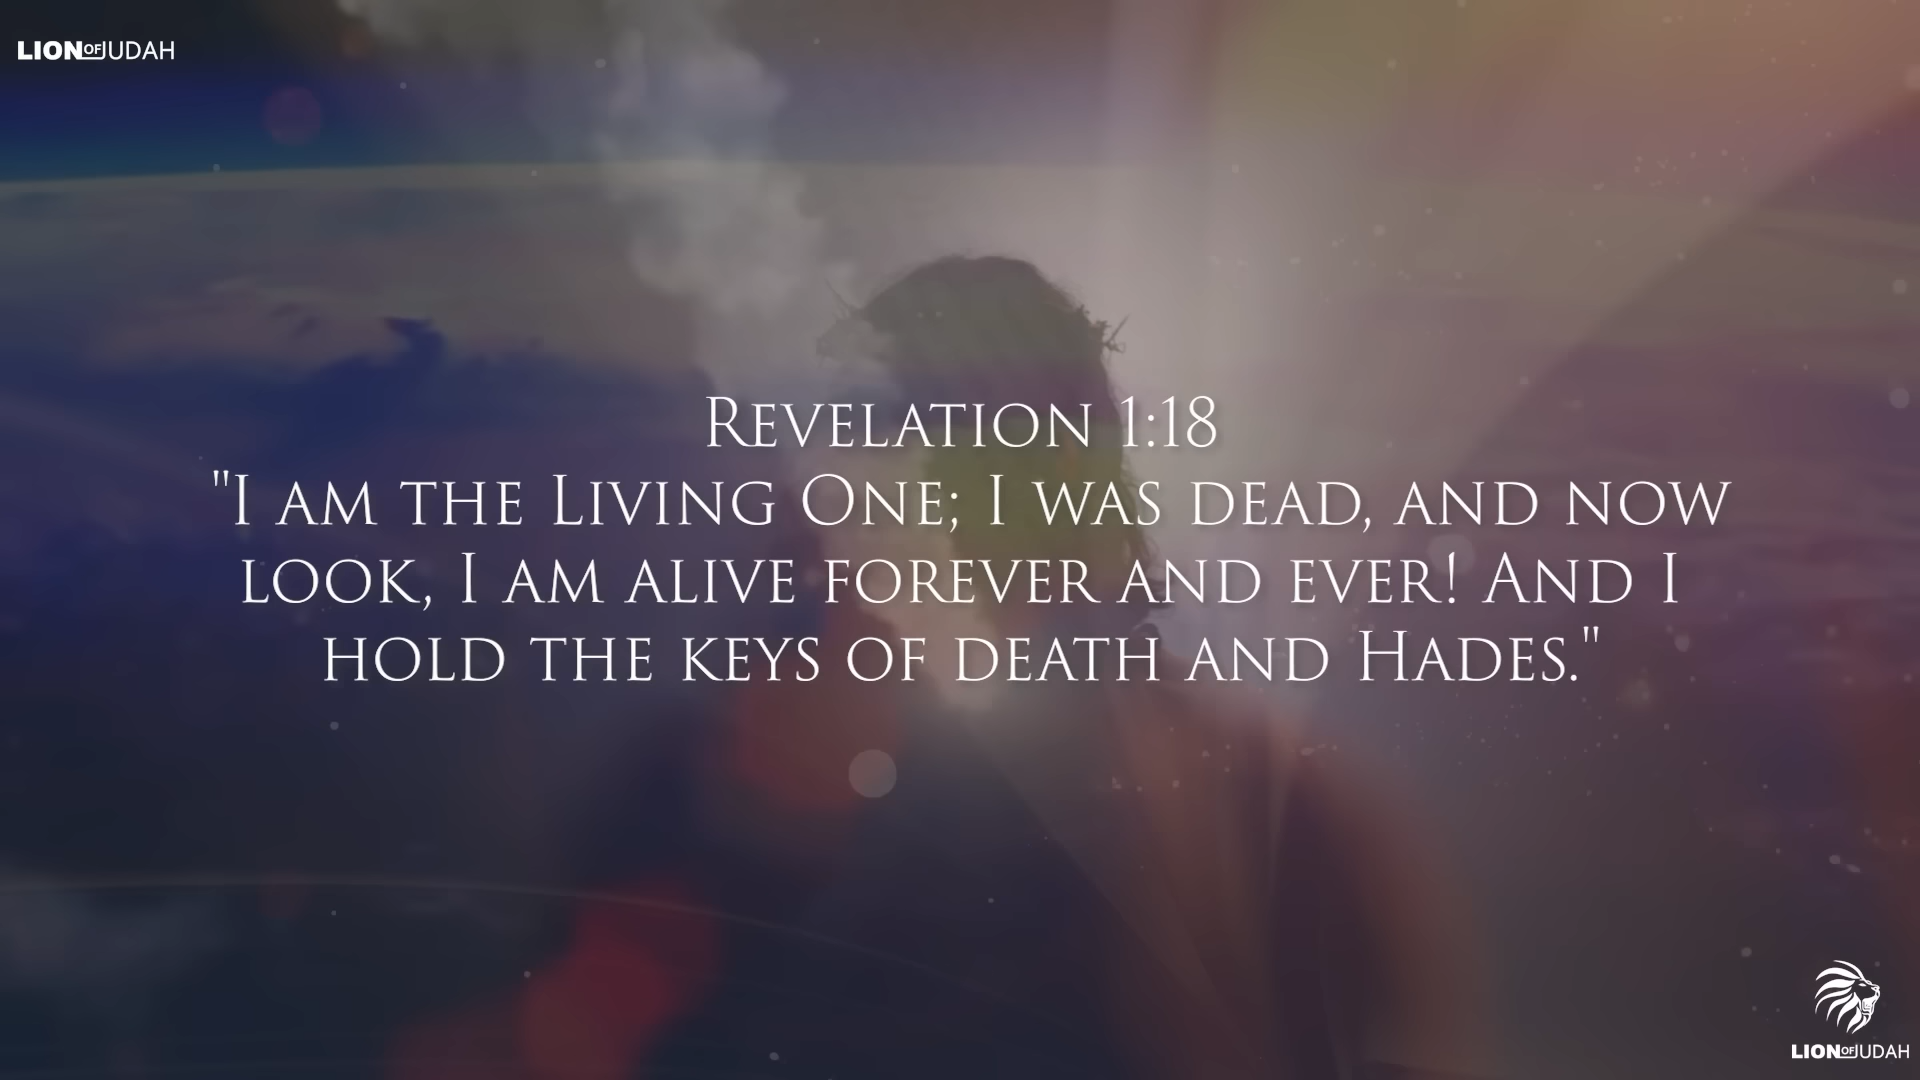 LION OF JUDAH
Revelation 1:18
"I am the Living One; I was dead, and now
look, I am alive forever and ever! And I
hold the keys of death and Hades."
LION OF JUDAH